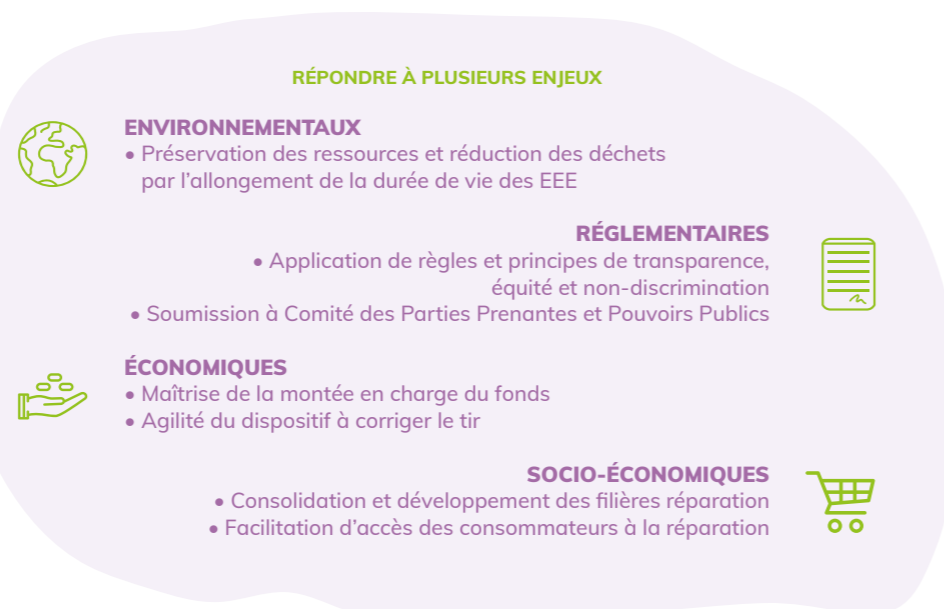 RÉPONDRE À PLUSIEURS ENJEUX
ENVIRONNEMENTAUX
• Préservation des ressources et réduction des déchets
par l’allongement de la durée de vie des EEE
RÉGLEMENTAIRES
• Application de règles et principes de transparence,
équité et non-discrimination
• Soumission à Comité des Parties Prenantes et Pouvoirs Publics
ÉCONOMIQUES
• Maîtrise de la montée en charge du fonds
• Agilité du dispositif à corriger le tir
SOCIO-ÉCONOMIQUES
• Consolidation et développement des filières réparation
• Facilitation d’accès des consommateurs à la réparation